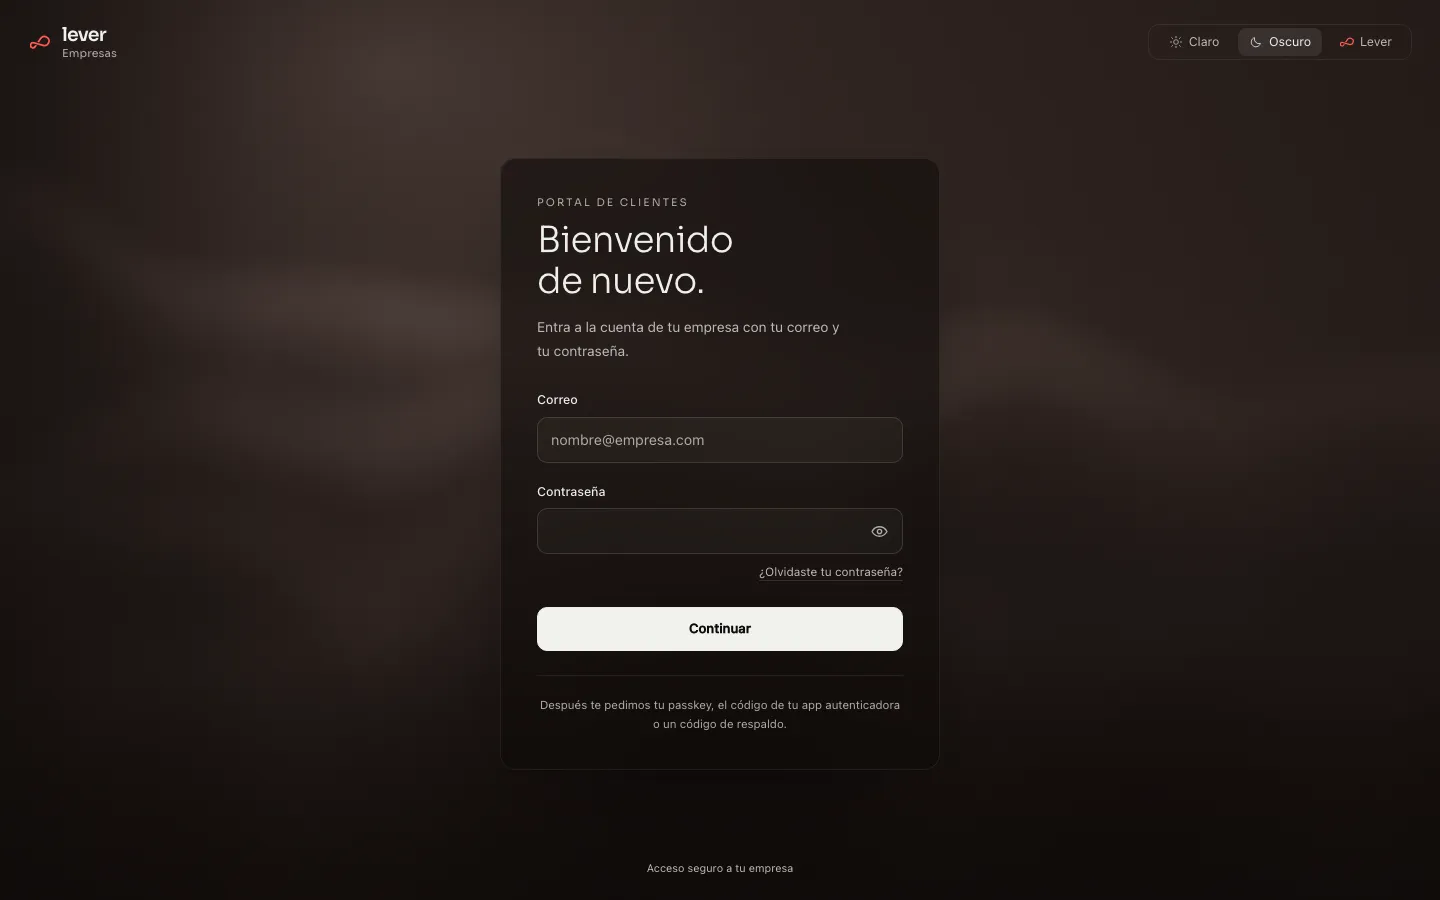 lever
Empresas
Claro
Oscuro
Lever
PORTAL DE CLIENTES
Bienvenido
de nuevo.
Entra a la cuenta de tu empresa con tu correo y
tu contraseña.
Correo
nombre@empresa.com
Contraseña
¿Olvidaste tu contraseña?
Continuar
Después te pedimos tu passkey, el código de tu app autenticadora
o un código de respaldo.
Acceso seguro a tu empresa